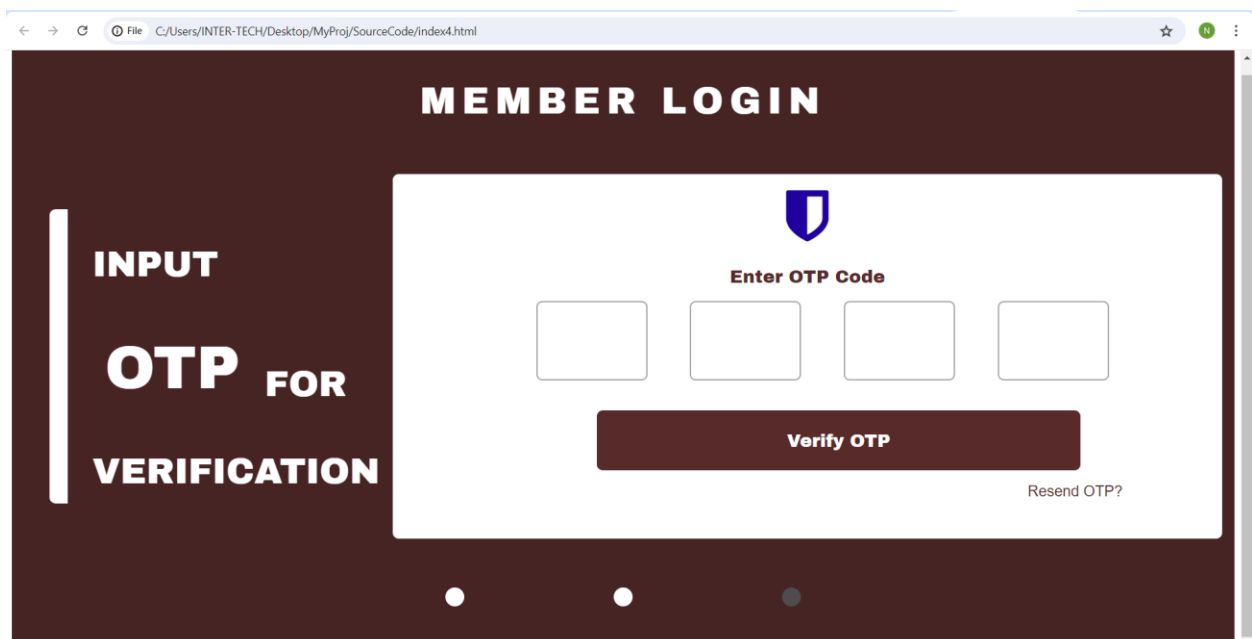 File C:/Users/INTER-TECH/Desktop/MyProj/SourceCode/index4.html
N
MEMBER LOGIN
INPUT
OTP FOR
VERIFICATION
Enter OTP Code
Verify OTP
Resend OTP?